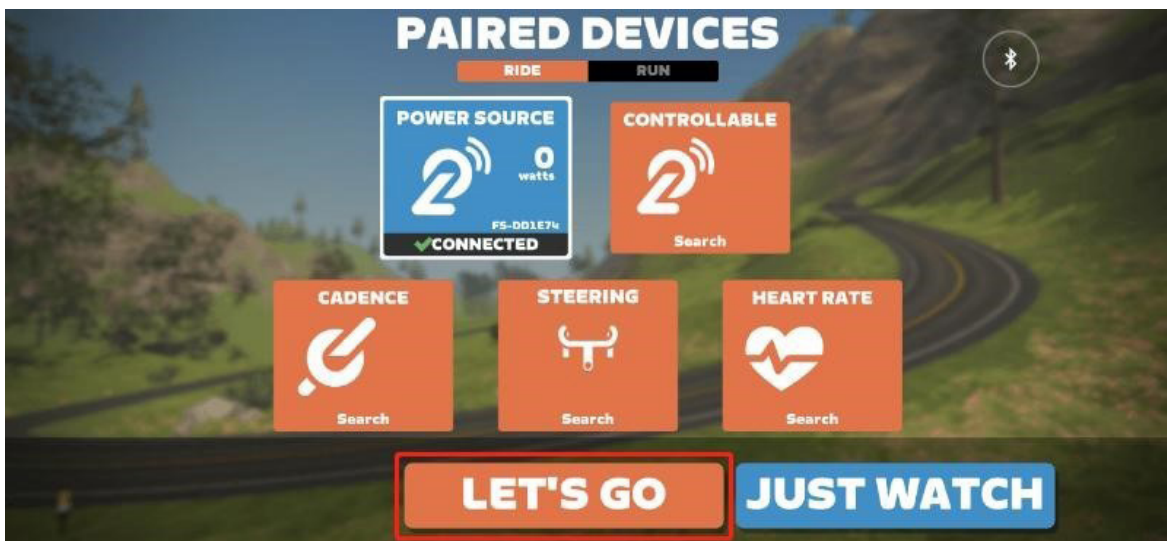 PAIRED DEVICES
RIDE
RUN
POWER SOURCE
0
watts
FS-DD1E74
CONNECTED
CONTROLLABLE
Search
CADENCE
Search
STEERING
Search
HEART RATE
Search
LET'S GO
JUST WATCH